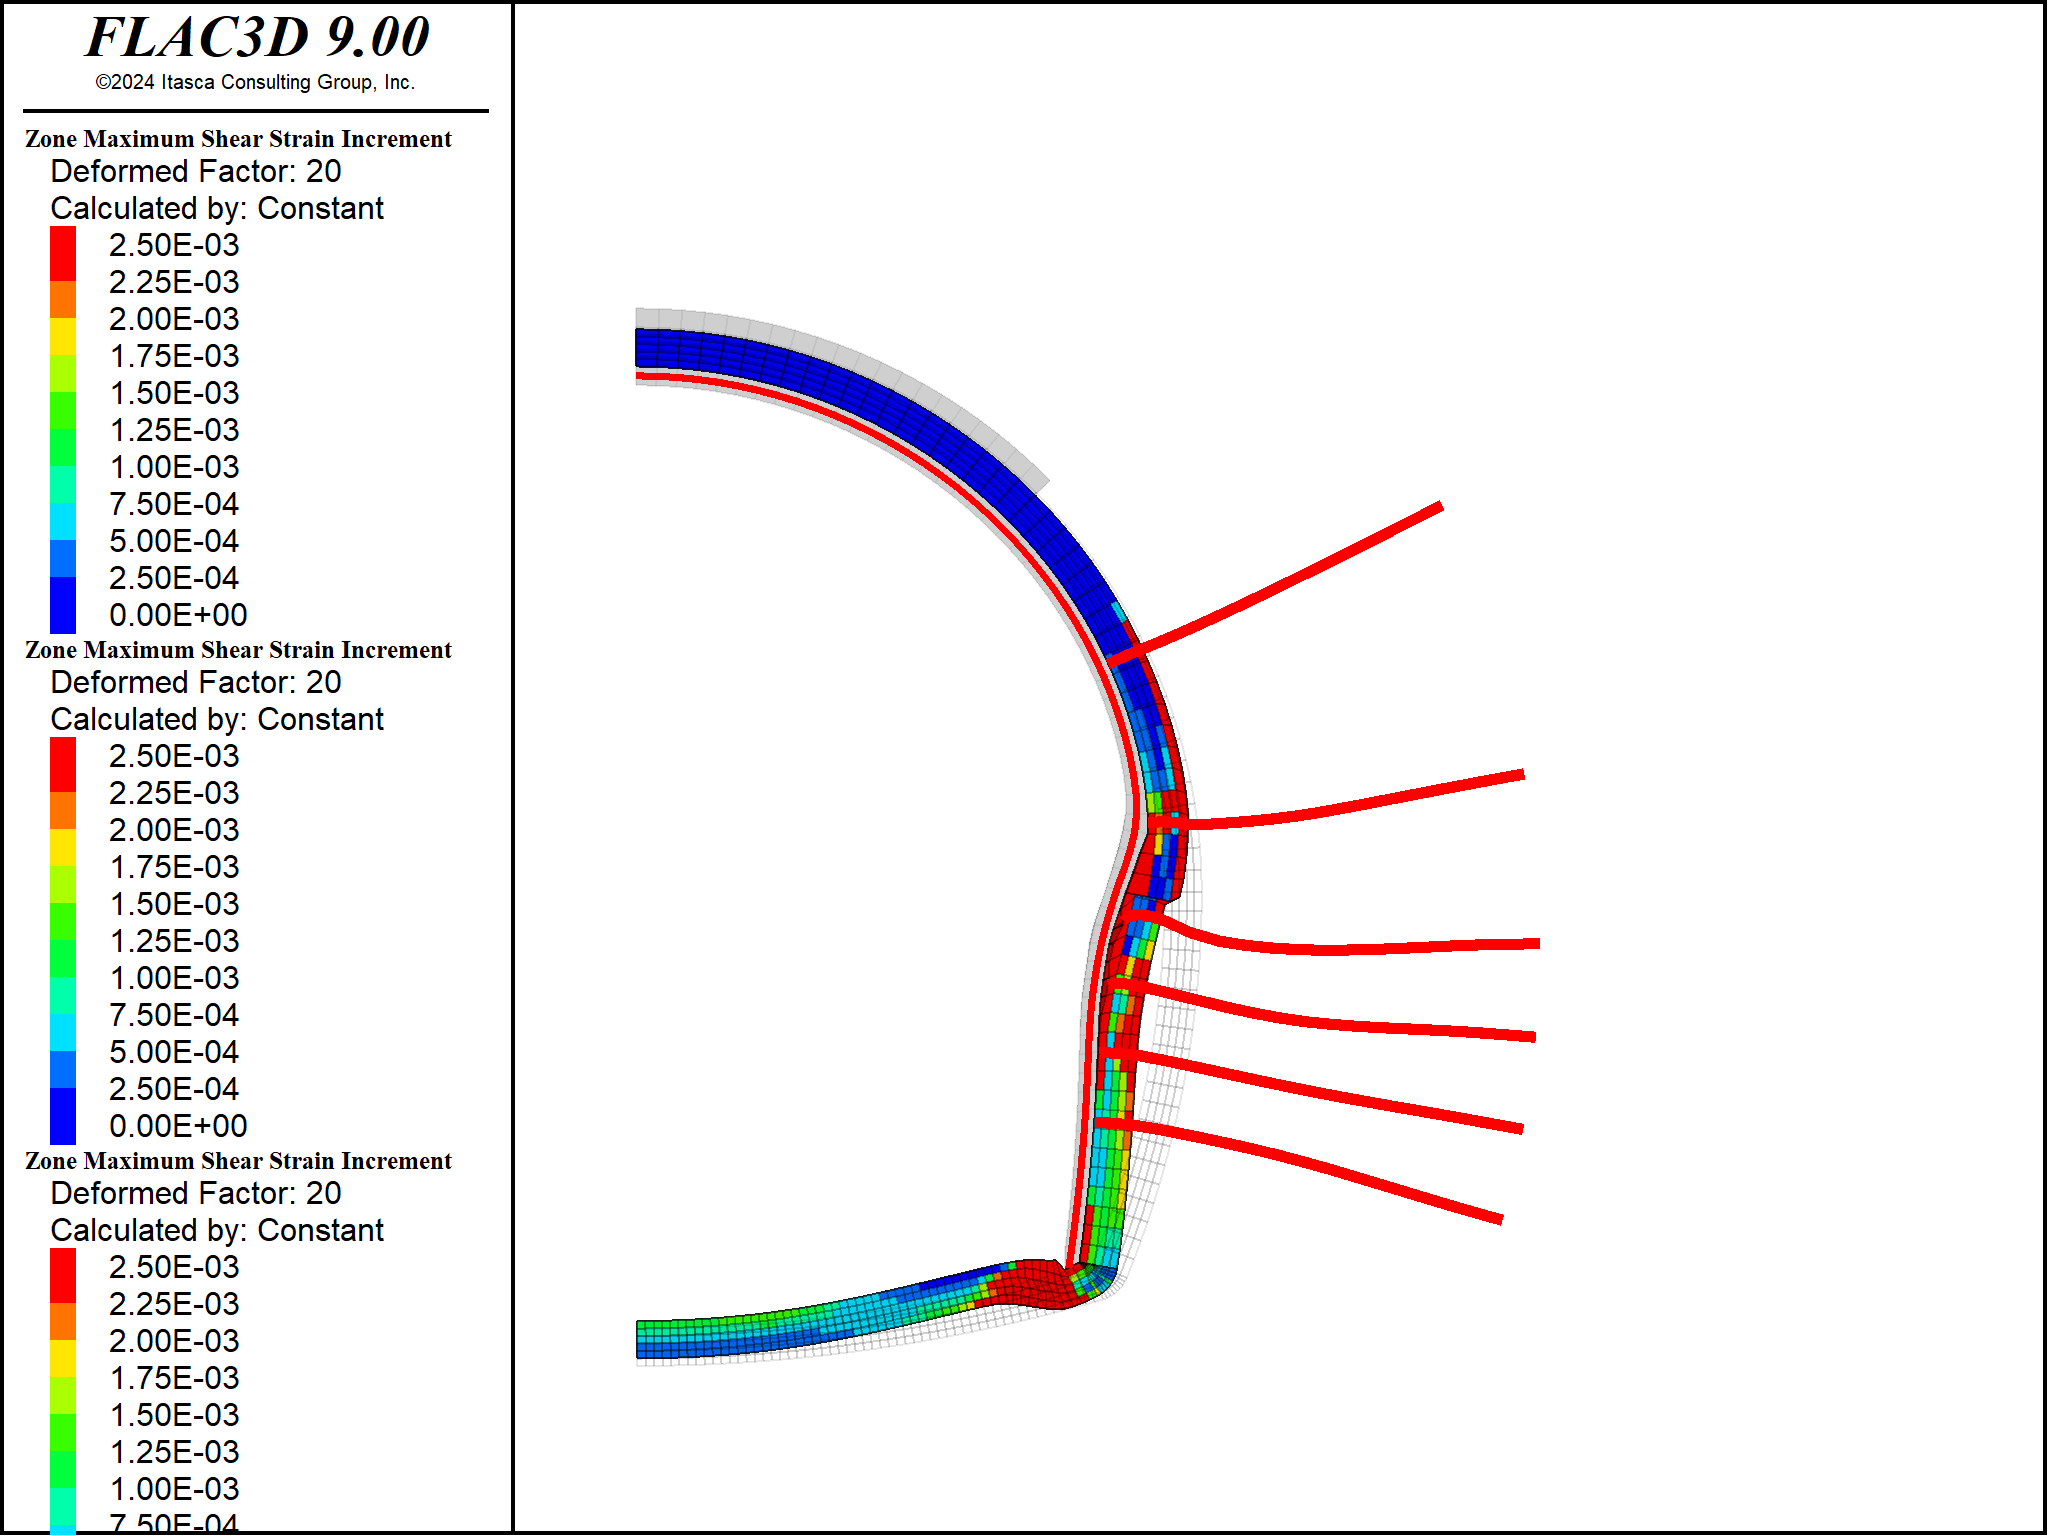 FLAC3D 9.00
©2024 Itasca Consulting Group, Inc.
Zone Maximum Shear Strain Increment
Deformed Factor: 20
Calculated by: Constant
2.50E-03
2.25E-03
2.00E-03
1.75E-03
1.50E-03
1.25E-03
1.00E-03
7.50E-04
5.00E-04
2.50E-04
0.00E+00
Zone Maximum Shear Strain Increment
Deformed Factor: 20
Calculated by: Constant
2.50E-03
2.25E-03
2.00E-03
1.75E-03
1.50E-03
1.25E-03
1.00E-03
7.50E-04
5.00E-04
2.50E-04
0.00E+00
Zone Maximum Shear Strain Increment
Deformed Factor: 20
Calculated by: Constant
2.50E-03
2.25E-03
2.00E-03
1.75E-03
1.50E-03
1.25E-03
1.00E-03
7.50E-04